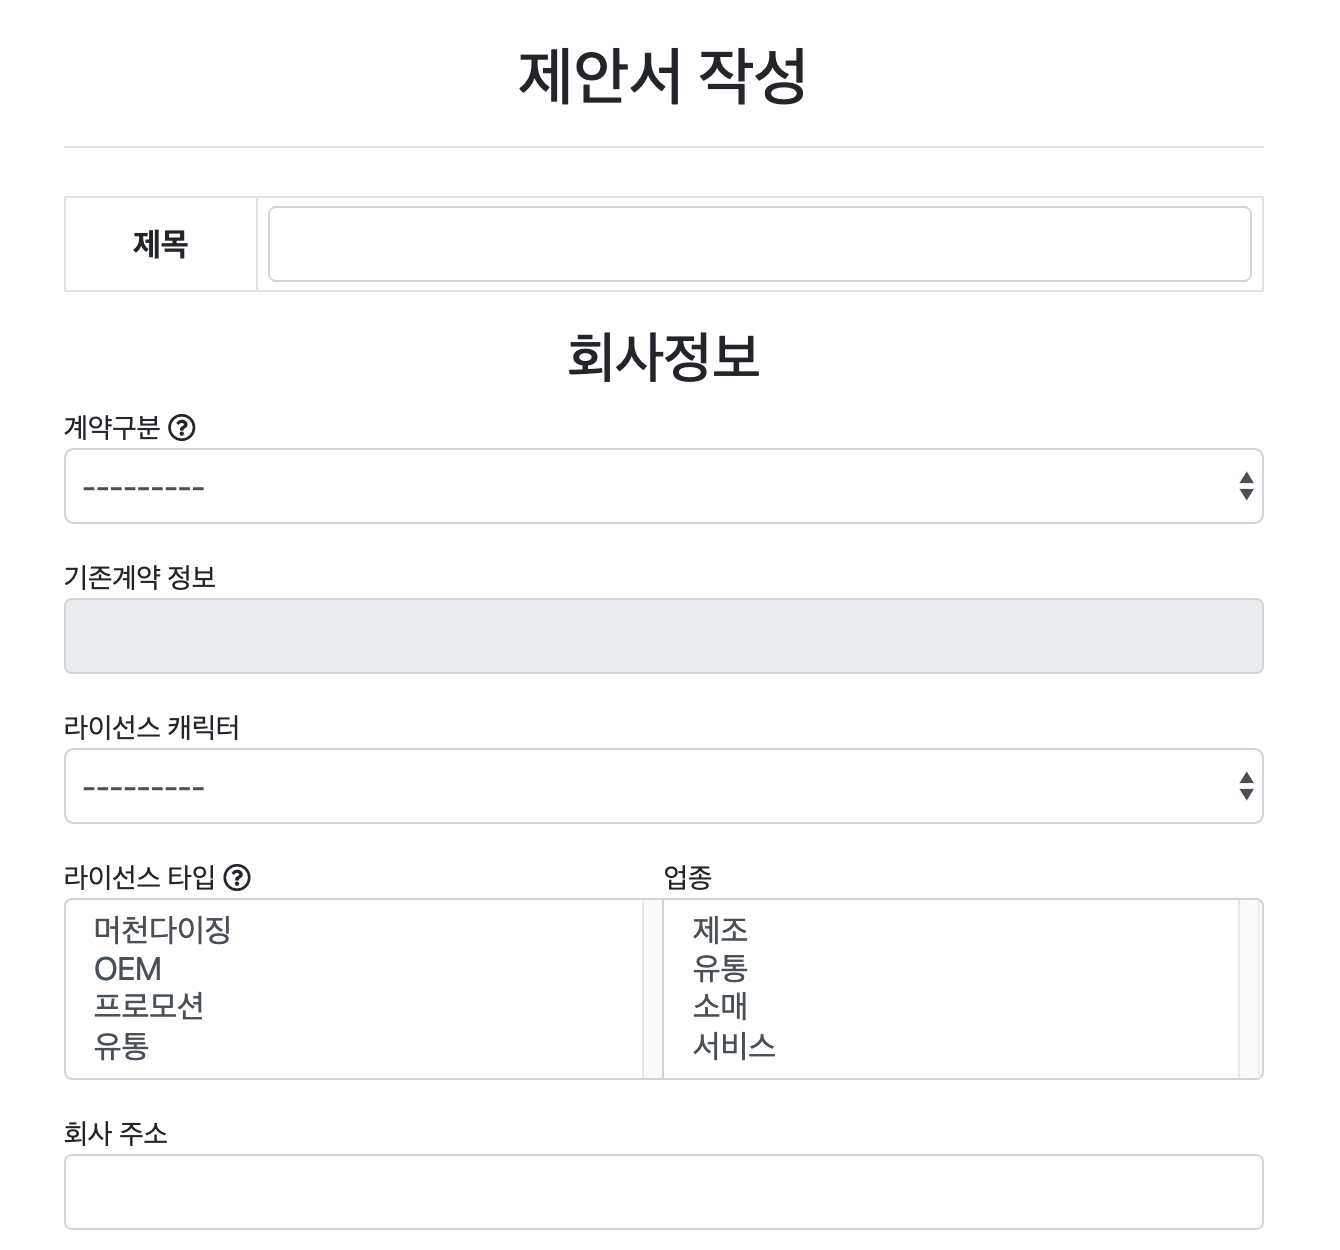 제안서 작성
제목
회사정보
계약구분 ?
---------
기존계약 정보
라이선스 캐릭터
---------
라이선스 타입 ?
머천다이징
OEM
프로모션
유통
업종
제조
유통
소매
서비스
회사 주소